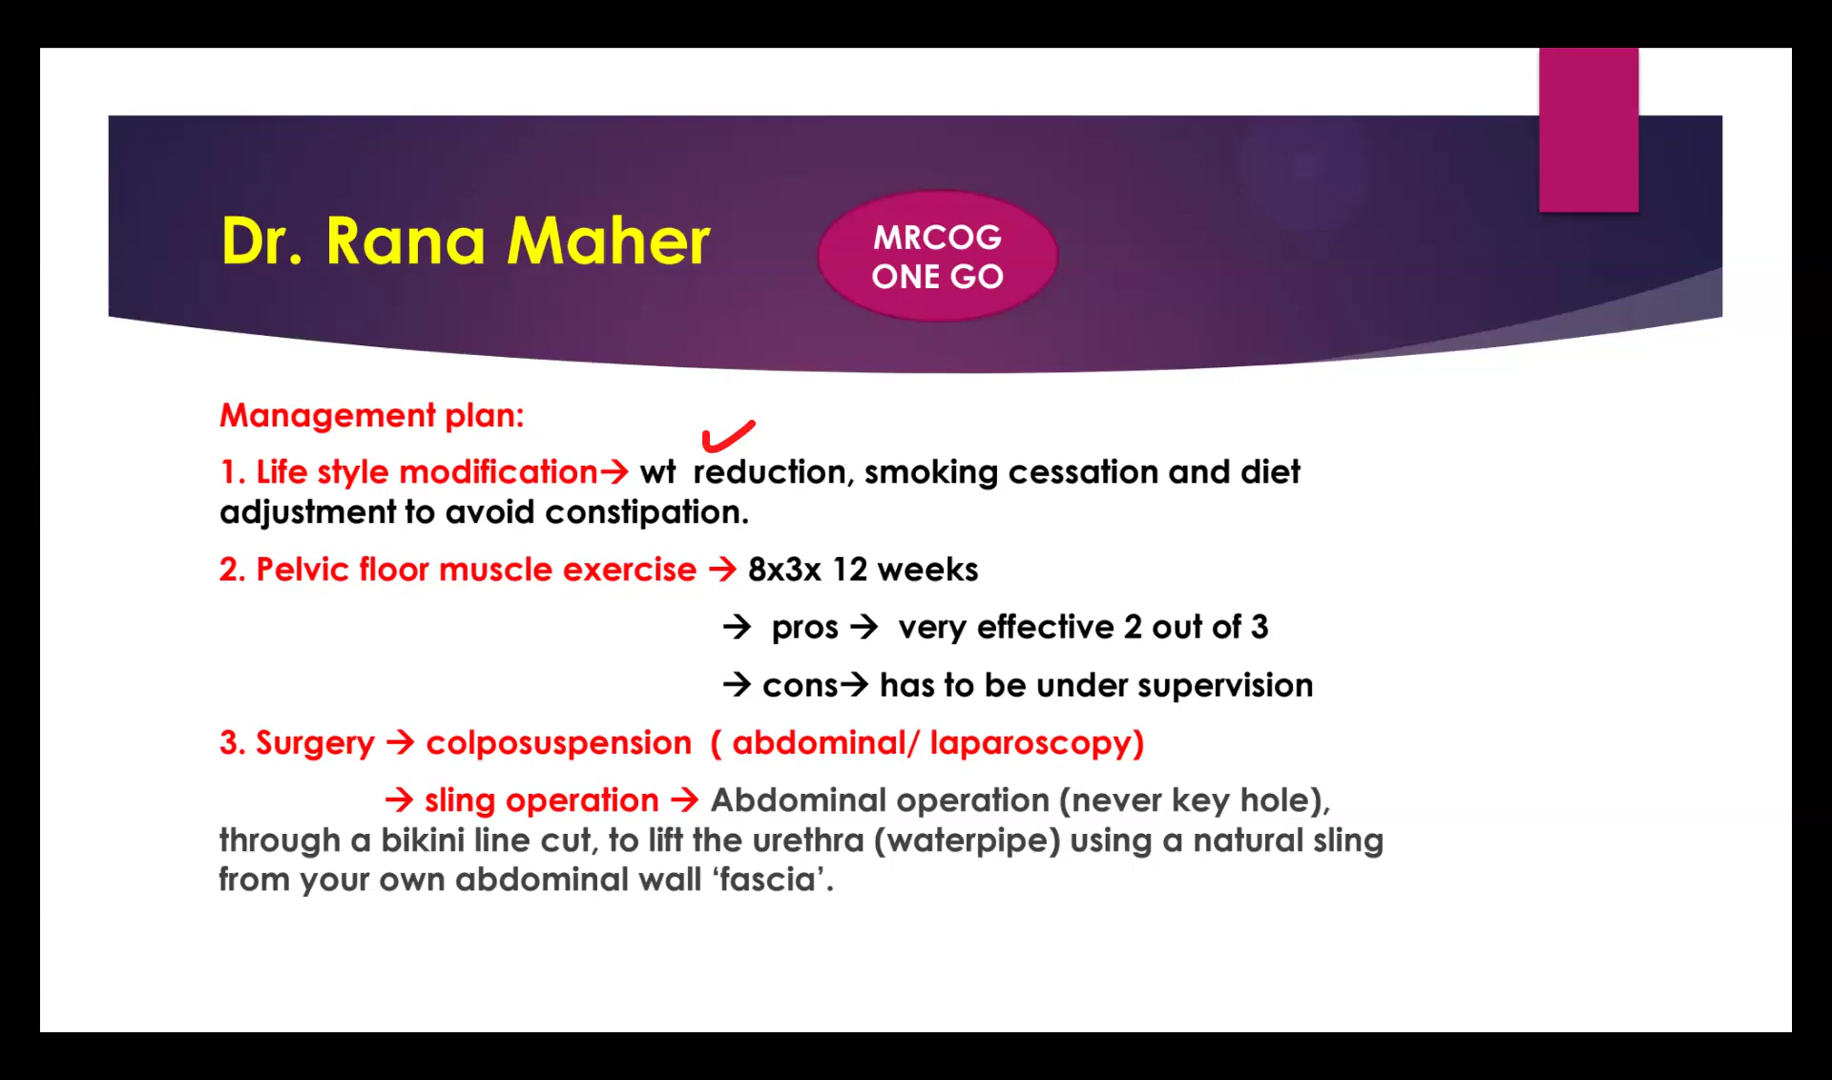 Dr. Rana Maher
MRCOG
ONE GO
Management plan:
1. Life style modification→ wt reduction, smoking cessation and diet
adjustment to avoid constipation.
2. Pelvic floor muscle exercise → 8x3x 12 weeks
→ pros → very effective 2 out of 3
→ cons→ has to be under supervision
3. Surgery → colposuspension ( abdominal/ laparoscopy)
→ sling operation → Abdominal operation (never key hole),
through a bikini line cut, to lift the urethra (waterpipe) using a natural sling
from your own abdominal wall ‘fascia’.